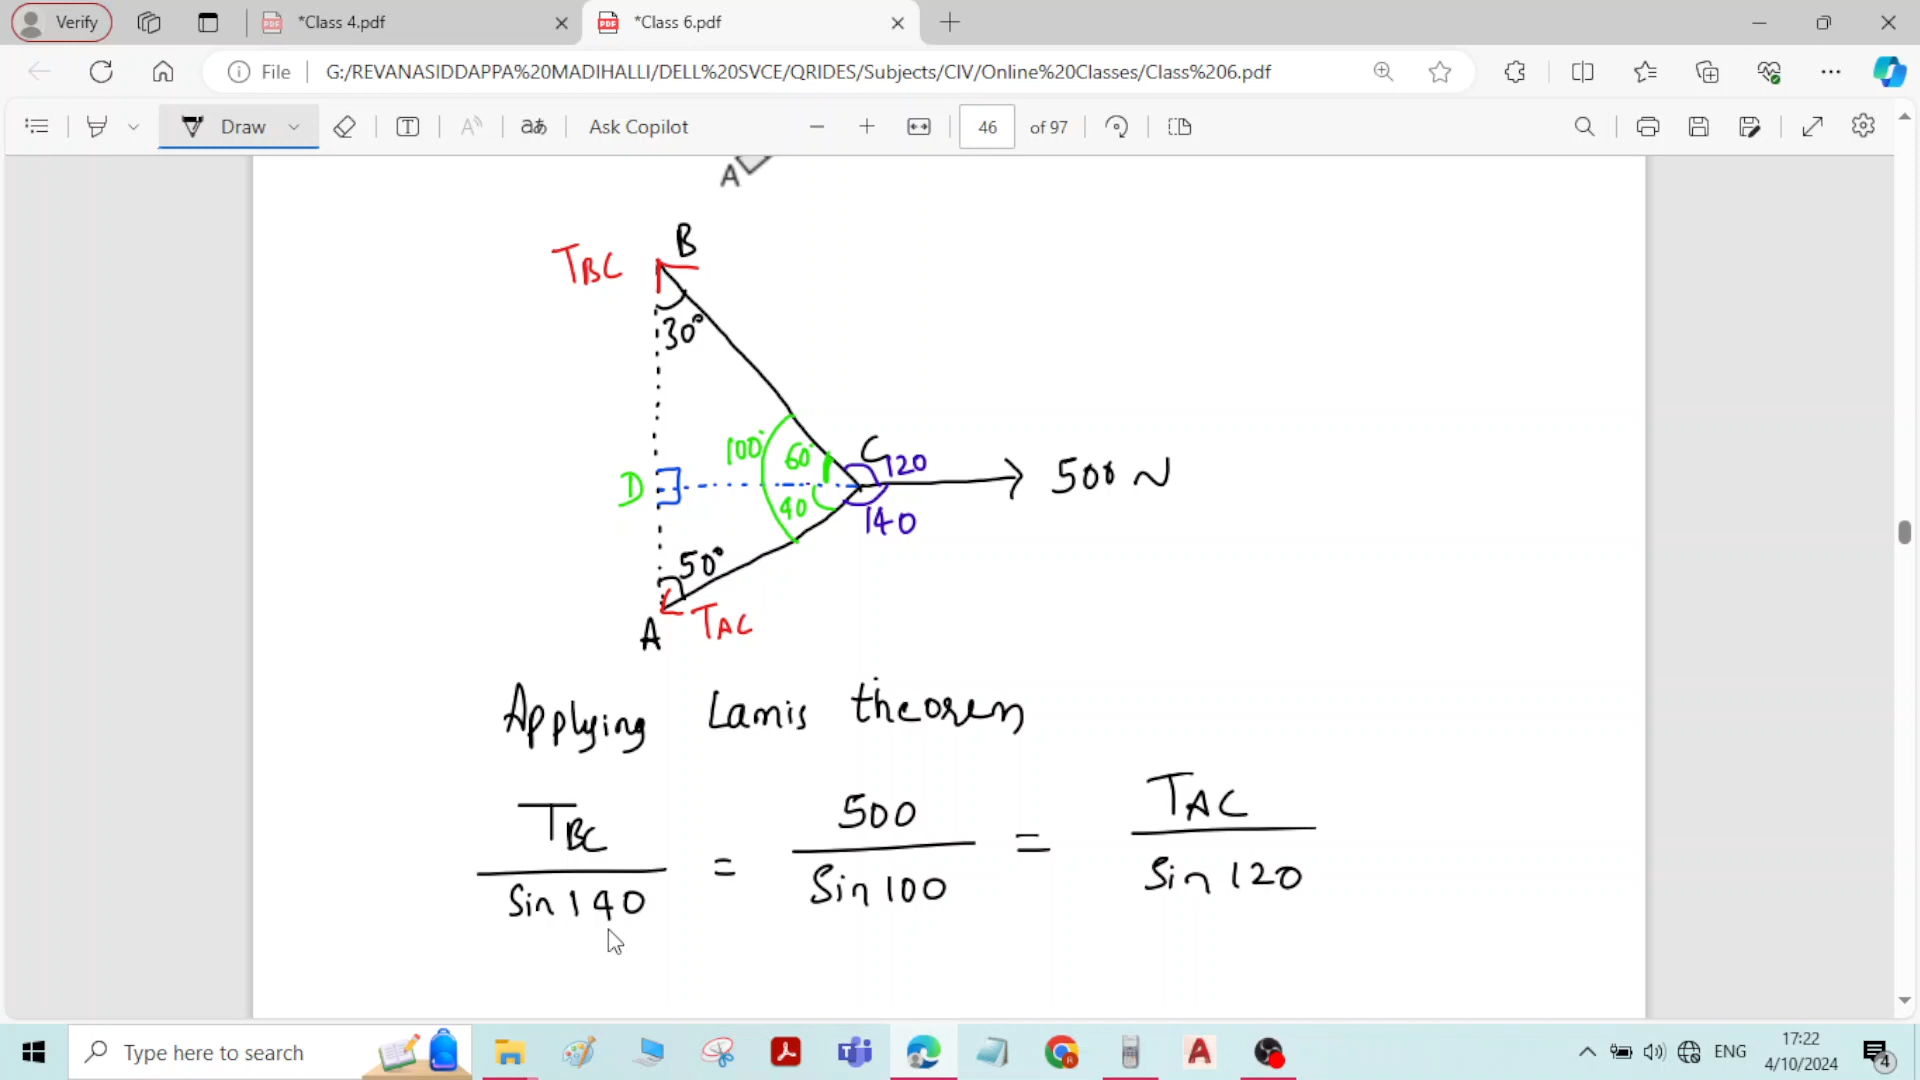 Verify
*Class 4.pdf
*Class 6.pdf
File
G:/REVANASIDDAPPA%20MADIHALLI/DELL%20SVCE/QRIDES/Subjects/CIV/Online%20Classes/Class%206.pdf
Draw
Ask Copilot
46
of 97
A
B
TBC
30°
100°
60°
C
120
500 N
D
40
140
50°
A
TAC
Applying Lamis theorem
TBC
Sin 140
=
500
Sin 100
=
TAC
Sin 120
Type here to search
ENG
17:22
4/10/2024
4